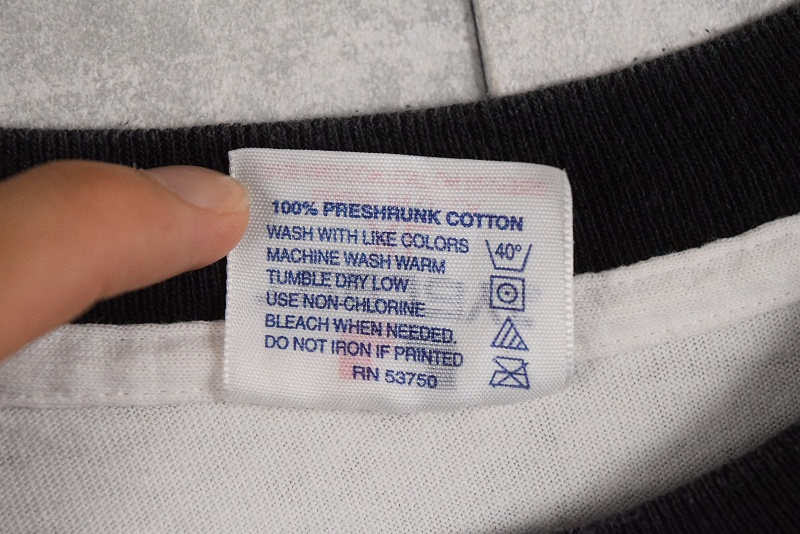 100% PRESHRUNK COTTON
WASH WITH LIKE COLORS
MACHINE WASH WARM
TUMBLE DRY LOW
USE NON-CHLORINE
BLEACH WHEN NEEDED.
DO NOT IRON IF PRINTED
RN 53750
40°